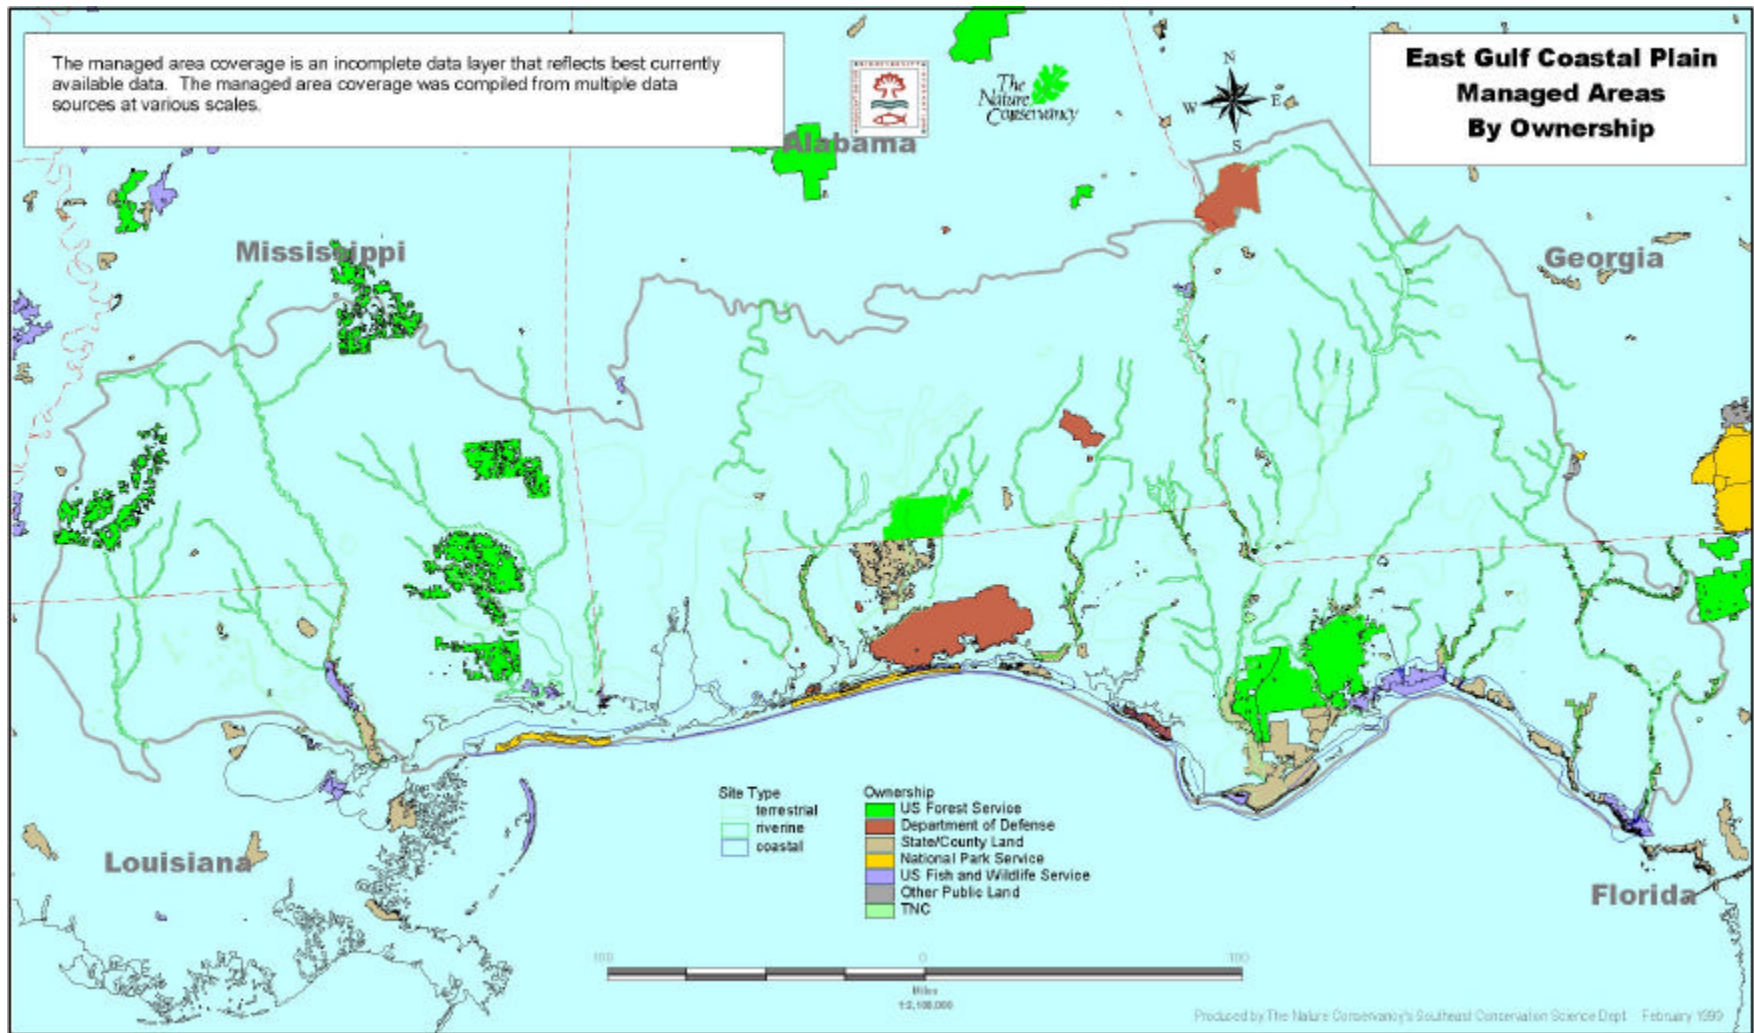 The managed area coverage is an incomplete data layer that reflects best currently
available data. The managed area coverage was compiled from multiple data
sources at various scales.
The
Nature
Conservancy
N
W
E
S
East Gulf Coastal Plain
Managed Areas
By Ownership
Alabama
Mississippi
Georgia
Louisiana
Florida
Site Type
terrestrial
riverine
coastal
Ownership
US Forest Service
Department of Defense
State/County Land
National Park Service
US Fish and Wildlife Service
Other Public Land
TNC
100
0
100
Miles
1:2,100,000
Produced by The Nature Conservancy's Southeast Conservation Science Dept February 1999